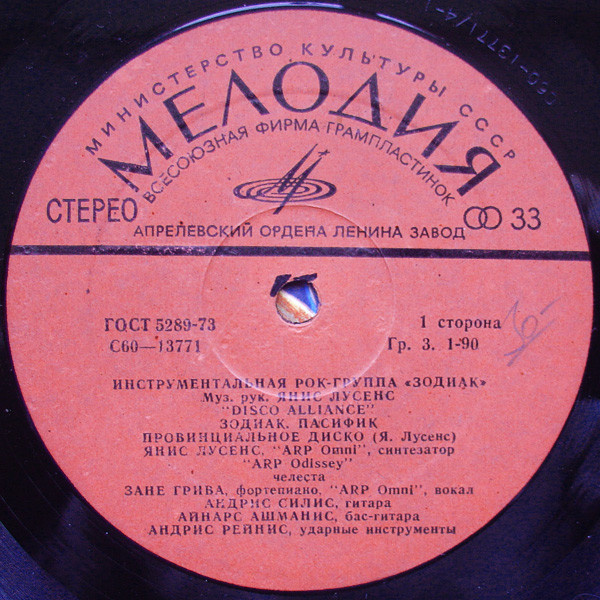 МИНИСТЕРСТВО КУЛЬТУРЫ СССР
МЕЛОДИЯ
ВСЕСОЮЗНАЯ ФИРМА ГРАМПЛАСТИНОК
СТЕРЕО
33
АПРЕЛЕВСКИЙ ОРДЕНА ЛЕНИНА ЗАВОД
ГОСТ 5289-73
1 сторона
С60—13771
Гр. 3. 1-90
ИНСТРУМЕНТАЛЬНАЯ РОК-ГРУППА «ЗОДИАК»
Муз. рук. ЯНИС ЛУСЕНС
"DISCO ALLIANCE"
ЗОДИАК, ПАСИФИК
ПРОВИНЦИАЛЬНОЕ ДИСКО (Я. Лусенс)
ЯНИС ЛУСЕНС, "ARP Omni", синтезатор
"ARP Odissey"
челеста
ЗАНЕ ГРИВА, фортепиано, "ARP Omni", вокал
АНДРИС СИЛИС, гитара
АЙНАРС АШМАНИС, бас-гитара
АНДРИС РЕЙНИС, ударные инструменты